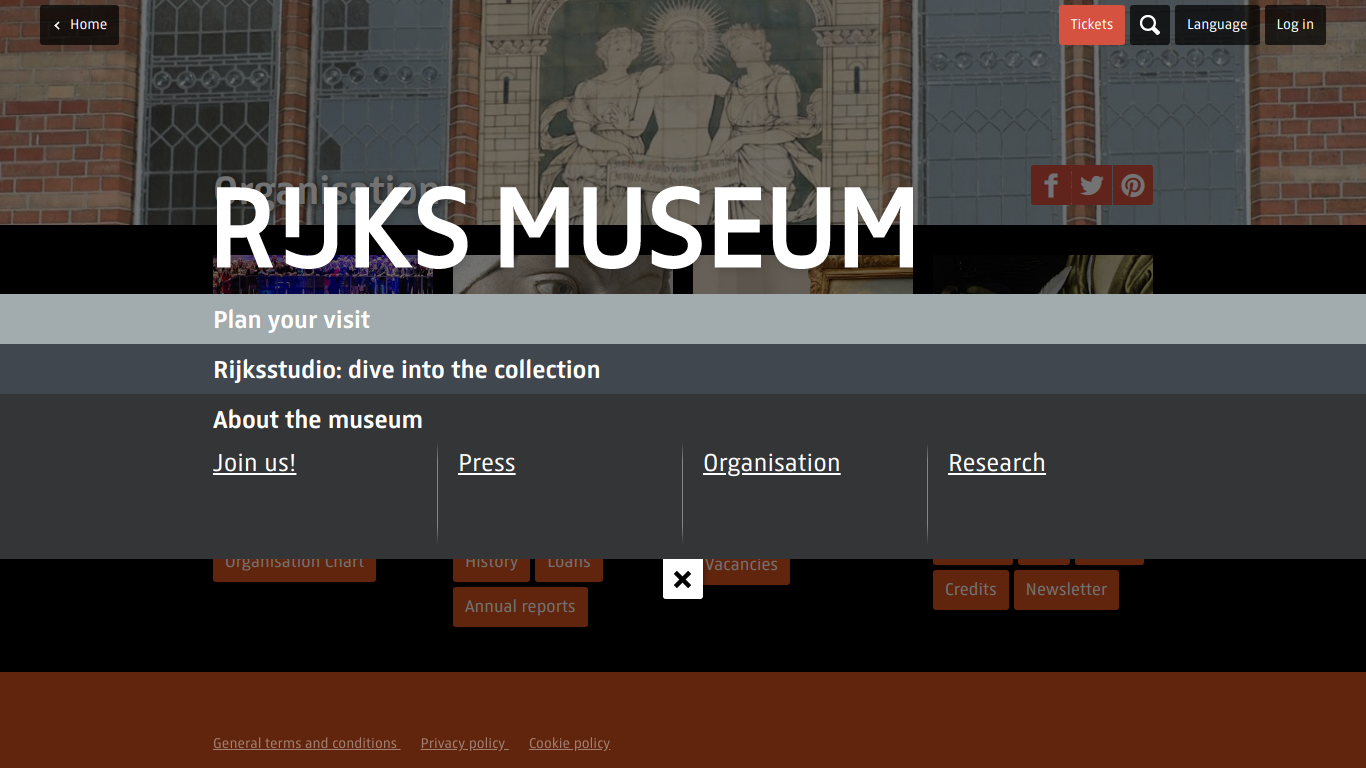 Home
Tickets
Language
Log in
Organisation
RIJKS MUSEUM
Plan your visit
Rijksstudio: dive into the collection
About the museum
Join us!
Press
Organisation
Research
Organisation Chart
History
Loans
Vacancies
Credits
Newsletter
Annual reports
General terms and conditions
Privacy policy
Cookie policy